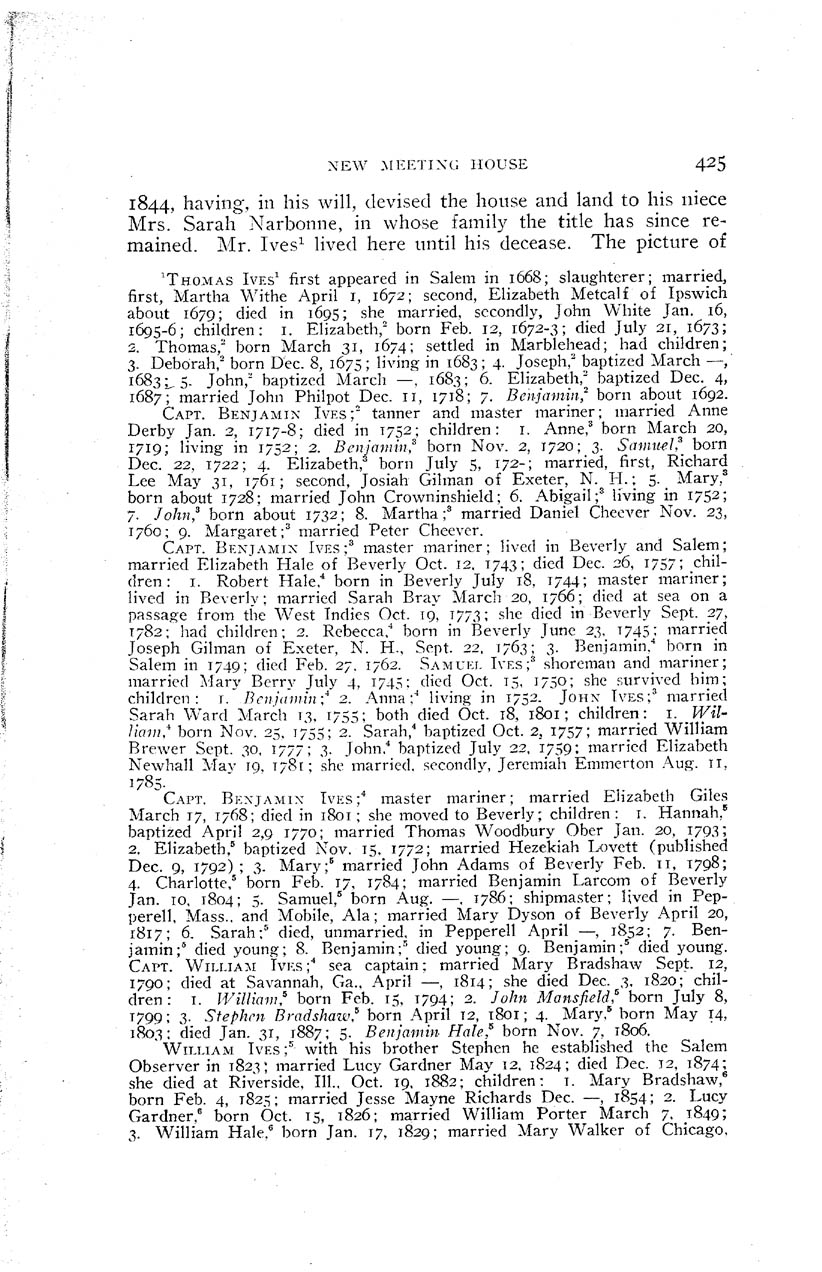 NEW MEETING HOUSE 425
1844, having, in his will, devised the house and land to his niece
Mrs. Sarah Narbonne, in whose family the title has since re-
mained. Mr. Ives¹ lived here until his decease. The picture of
¹THOMAS IVES¹ first appeared in Salem in 1668; slaughterer; married,
first, Martha Withe April 1, 1672; second, Elizabeth Metcalf of Ipswich
about 1679; died in 1695; she married, secondly, John White Jan. 16,
1695-6; children: 1. Elizabeth,² born Feb. 12, 1672-3; died July 21, 1673;
2. Thomas,² born March 31, 1674; settled in Marblehead; had children;
3. Deborah,² born Dec. 8, 1675; living in 1683; 4. Joseph,² baptized March —,
1683; 5. John,² baptized March —, 1683; 6. Elizabeth,² baptized Dec. 4,
1687; married John Philpot Dec. 11, 1718; 7. Benjamin,² born about 1692.
CAPT. BENJAMIN IVES;² tanner and master mariner; married Anne
Derby Jan. 2, 1717-8; died in 1752; children: 1. Anne,³ born March 20,
1719; living in 1752; 2. Benjamin,³ born Nov. 2, 1720; 3. Samuel,³ born
Dec. 22, 1722; 4. Elizabeth,³ born July 5, 172-; married, first, Richard
Lee May 31, 1761; second, Josiah Gilman of Exeter, N. H.; 5. Mary,³
born about 1728; married John Crowninshield; 6. Abigail;³ living in 1752;
7. John,³ born about 1732; 8. Martha;³ married Daniel Cheever Nov. 23,
1760; 9. Margaret;³ married Peter Cheever.
CAPT. BENJAMIN IVES;³ master mariner; lived in Beverly and Salem;
married Elizabeth Hale of Beverly Oct. 12, 1743; died Dec. 26, 1757; chil-
dren: 1. Robert Hale,⁴ born in Beverly July 18, 1744; master mariner;
lived in Beverly; married Sarah Bray March 20, 1766; died at sea on a
passage from the West Indies Oct. 19, 1773; she died in Beverly Sept. 27,
1782; had children; 2. Rebecca,⁴ born in Beverly June 23, 1745; married
Joseph Gilman of Exeter, N. H., Sept. 22, 1763; 3. Benjamin,⁴ born in
Salem in 1749; died Feb. 27, 1762. SAMUEL IVES;³ shoreman and mariner;
married Mary Berry July 4, 1745; died Oct. 15, 1750; she survived him;
children: 1. Benjamin;⁴ 2. Anna;⁴ living in 1752. JOHN IVES;³ married
Sarah Ward March 13, 1755; both died Oct. 18, 1801; children: 1. Wil-
liam,⁴ born Nov. 25, 1755; 2. Sarah,⁴ baptized Oct. 2, 1757; married William
Brewer Sept. 30, 1777; 3. John,⁴ baptized July 22, 1759; married Elizabeth
Newhall May 19, 1781; she married, secondly, Jeremiah Emmerton Aug. 11,
1785.
CAPT. BENJAMIN IVES;⁴ master mariner; married Elizabeth Giles
March 17, 1768; died in 1801; she moved to Beverly; children: 1. Hannah,⁵
baptized April 2,9 1770; married Thomas Woodbury Ober Jan. 20, 1793;
2. Elizabeth,⁵ baptized Nov. 15, 1772; married Hezekiah Lovett (published
Dec. 9, 1792); 3. Mary;⁵ married John Adams of Beverly Feb. 11, 1798;
4. Charlotte,⁵ born Feb. 17, 1784; married Benjamin Larcom of Beverly
Jan. 10, 1804; 5. Samuel,⁵ born Aug. —, 1786; shipmaster; lived in Pep-
perell, Mass., and Mobile, Ala; married Mary Dyson of Beverly April 20,
1817; 6. Sarah;⁵ died, unmarried, in Pepperell April —, 1852; 7. Ben-
jamin;⁵ died young; 8. Benjamin;⁵ died young; 9. Benjamin;⁵ died young.
CAPT. WILLIAM IVES;⁴ sea captain; married Mary Bradshaw Sept. 12,
1790; died at Savannah, Ga., April —, 1814; she died Dec. 3, 1820; chil-
dren: 1. William,⁵ born Feb. 15, 1794; 2. John Mansfield,⁵ born July 8,
1799; 3. Stephen Bradshaw,⁵ born April 12, 1801; 4. Mary,⁵ born May 14,
1803; died Jan. 31, 1887; 5. Benjamin Hale,⁵ born Nov. 7, 1806.
WILLIAM IVES;⁵ with his brother Stephen he established the Salem
Observer in 1823; married Lucy Gardner May 12, 1824; died Dec. 12, 1874;
she died at Riverside, Ill., Oct. 19, 1882; children: 1. Mary Bradshaw,⁶
born Feb. 4, 1825; married Jesse Mayne Richards Dec. —, 1854; 2. Lucy
Gardner,⁶ born Oct. 15, 1826; married William Porter March 7, 1849;
3. William Hale,⁶ born Jan. 17, 1829; married Mary Walker of Chicago,